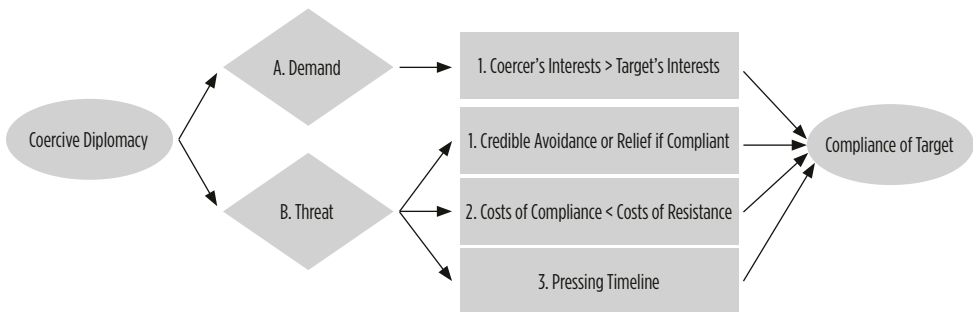 Coercive Diplomacy
A. Demand
B. Threat
1. Coercer's Interests > Target's Interests
1. Credible Avoidance or Relief if Compliant
2. Costs of Compliance < Costs of Resistance
3. Pressing Timeline
Compliance of Target